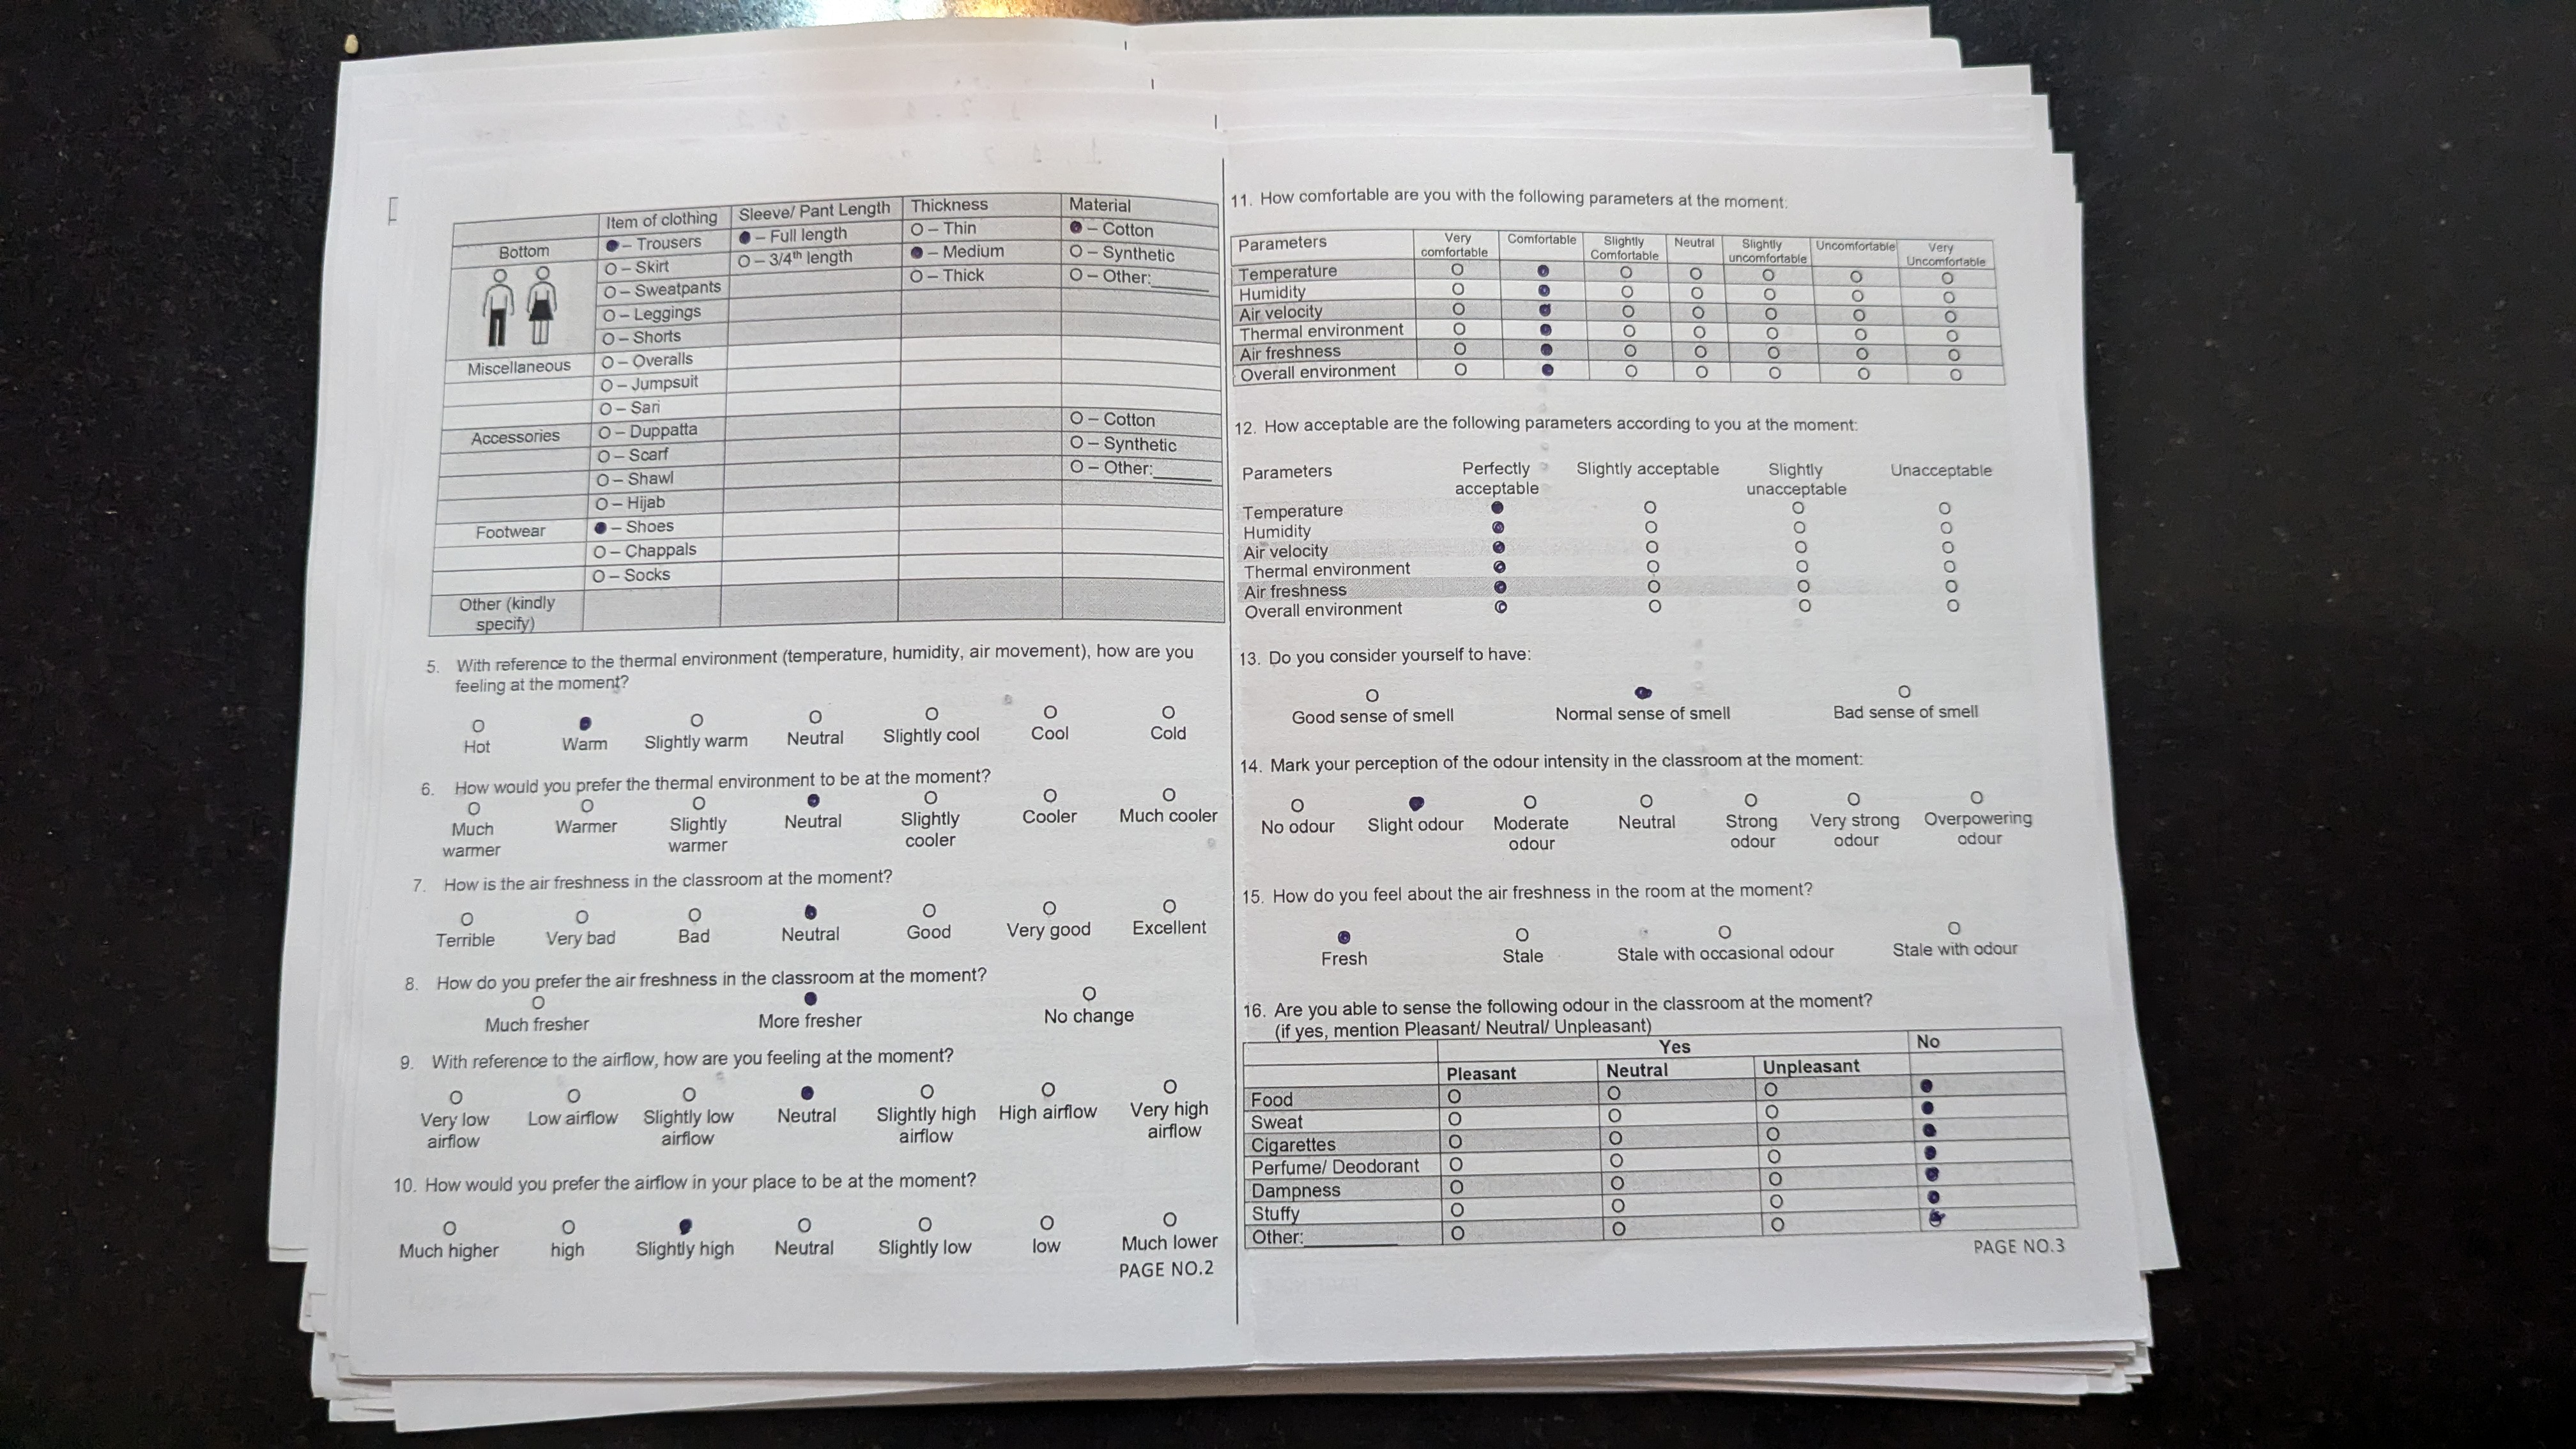 Item of clothing Sleeve/ Pant Length Thickness Material
Bottom ● – Trousers ● – Full length O – Thin ● – Cotton
O – Skirt O – 3/4th length ● – Medium O – Synthetic
O – Sweatpants O – Thick O – Other:______
O – Leggings
O – Shorts
Miscellaneous O – Overalls
O – Jumpsuit
O – Sari
Accessories O – Duppatta O – Cotton
O – Scarf O – Synthetic
O – Shawl O – Other:______
O – Hijab
Footwear ● – Shoes
O – Chappals
O – Socks
Other (kindly
specify)
5. With reference to the thermal environment (temperature, humidity, air movement), how are you
feeling at the moment?
O ● O O O O O
Hot Warm Slightly warm Neutral Slightly cool Cool Cold
6. How would you prefer the thermal environment to be at the moment?
O O O ● O O O
Much Warmer Slightly Neutral Slightly Cooler Much cooler
warmer warmer cooler
7. How is the air freshness in the classroom at the moment?
O O O ● O O O
Terrible Very bad Bad Neutral Good Very good Excellent
8. How do you prefer the air freshness in the classroom at the moment?
O ● O
Much fresher More fresher No change
9. With reference to the airflow, how are you feeling at the moment?
O O O ● O O O
Very low Low airflow Slightly low Neutral Slightly high High airflow Very high
airflow airflow airflow airflow
10. How would you prefer the airflow in your place to be at the moment?
O O ● O O O O
Much higher high Slightly high Neutral Slightly low low Much lower
PAGE NO.2
11. How comfortable are you with the following parameters at the moment:
Parameters Very Comfortable Slightly Neutral Slightly Uncomfortable Very
comfortable Comfortable uncomfortable Uncomfortable
Temperature O ● O O O O O
Humidity O ● O O O O O
Air velocity O ● O O O O O
Thermal environment O ● O O O O O
Air freshness O ● O O O O O
Overall environment O ● O O O O O
12. How acceptable are the following parameters according to you at the moment:
Parameters Perfectly Slightly acceptable Slightly Unacceptable
acceptable unacceptable
Temperature ● O O O
Humidity ● O O O
Air velocity ● O O O
Thermal environment ● O O O
Air freshness ● O O O
Overall environment ● O O O
13. Do you consider yourself to have:
O ● O
Good sense of smell Normal sense of smell Bad sense of smell
14. Mark your perception of the odour intensity in the classroom at the moment:
O ● O O O O O
No odour Slight odour Moderate Neutral Strong Very strong Overpowering
odour odour odour odour
15. How do you feel about the air freshness in the room at the moment?
● O O O
Fresh Stale Stale with occasional odour Stale with odour
16. Are you able to sense the following odour in the classroom at the moment?
(if yes, mention Pleasant/ Neutral/ Unpleasant)
Yes No
Pleasant Neutral Unpleasant
Food O O O ●
Sweat O O O ●
Cigarettes O O O ●
Perfume/ Deodorant O O O ●
Dampness O O O ●
Stuffy O O O ●
Other:__________ O O O ●
PAGE NO.3